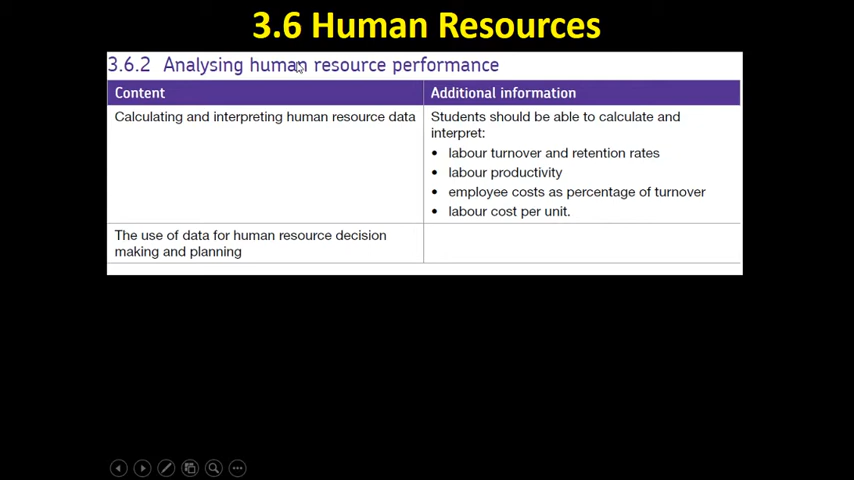 3.6 Human Resources
3.6.2 Analysing human resource performance
Content
Additional information
Calculating and interpreting human resource data
Students should be able to calculate and
interpret:
• labour turnover and retention rates
• labour productivity
• employee costs as percentage of turnover
• labour cost per unit.
The use of data for human resource decision
making and planning